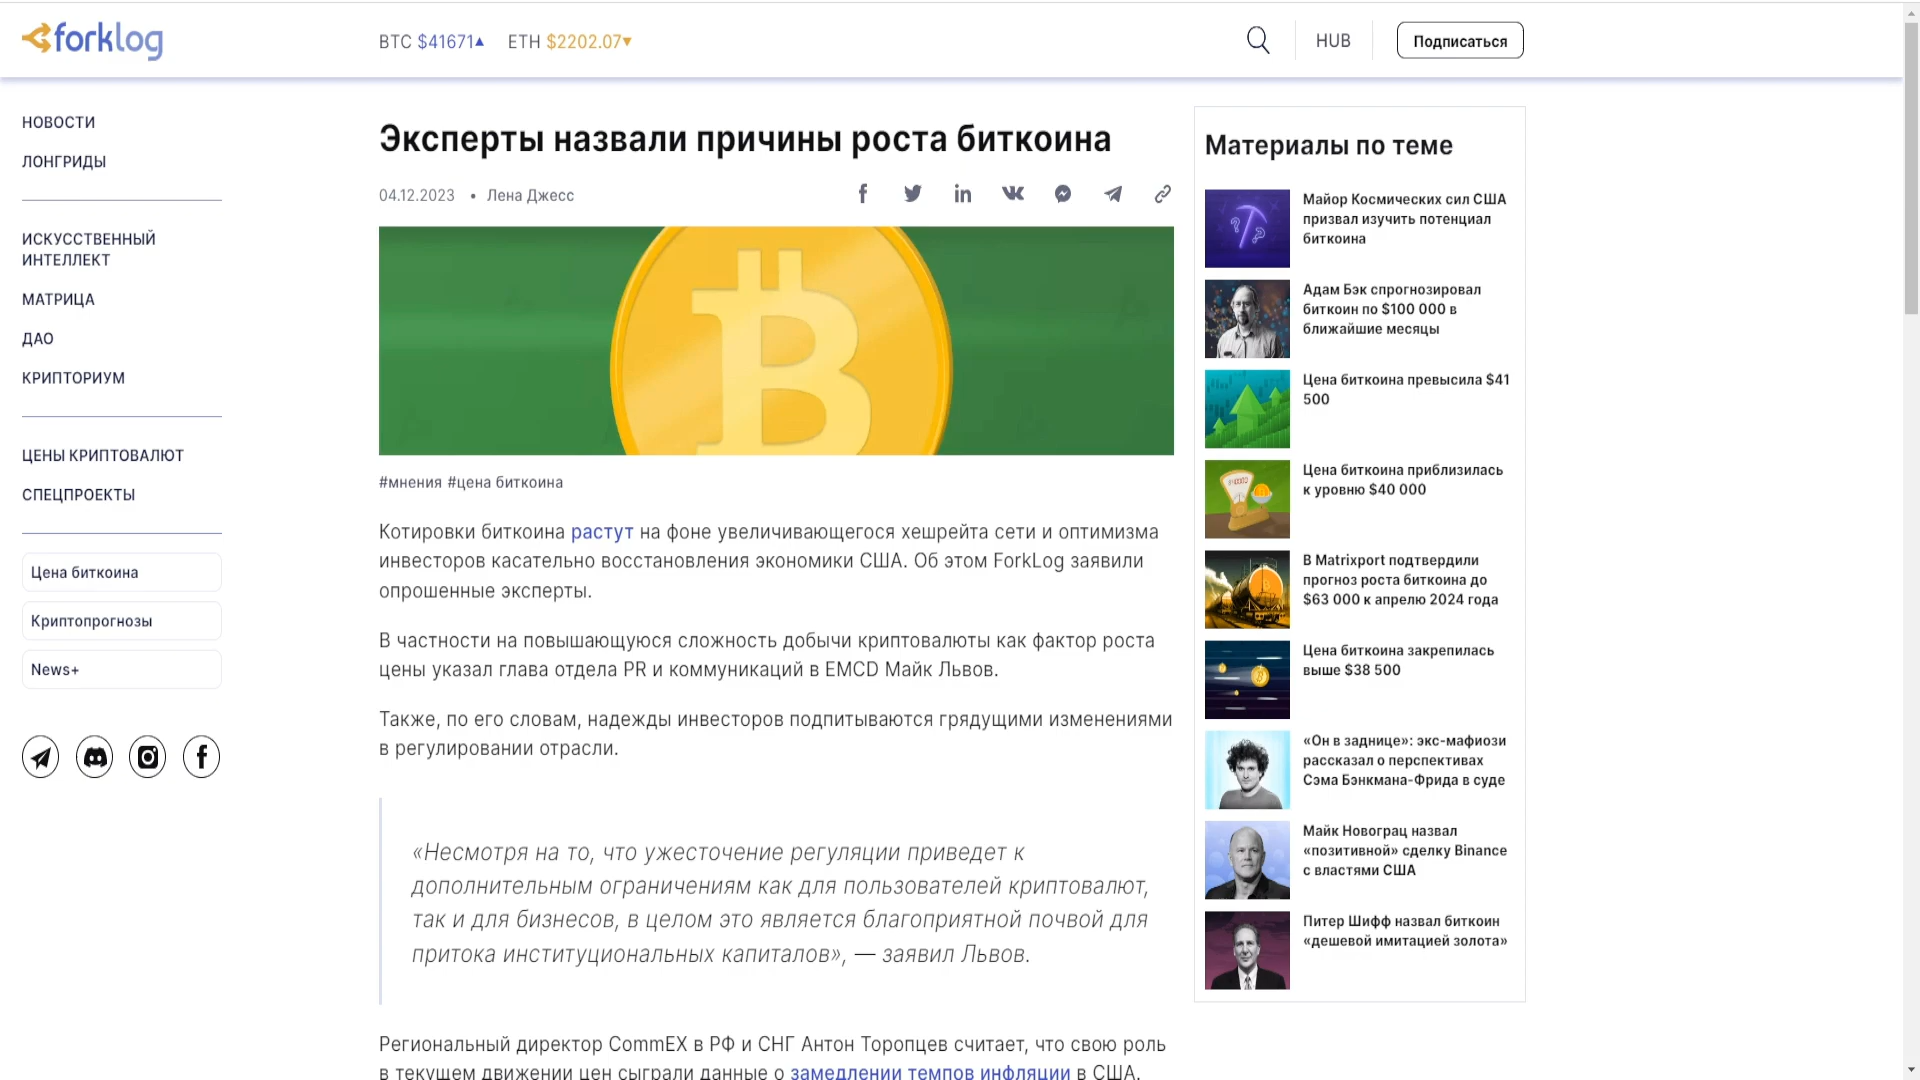 forklog
BTC $41671▲ ETH $2202.07▼
HUB
Подписаться
НОВОСТИ
ЛОНГРИДЫ
ИСКУССТВЕННЫЙ
ИНТЕЛЛЕКТ
МАТРИЦА
ДАО
КРИПТОРИУМ
ЦЕНЫ КРИПТОВАЛЮТ
СПЕЦПРОЕКТЫ
Цена биткоина
Криптопрогнозы
News+
Эксперты назвали причины роста биткоина
04.12.2023 • Лена Джесс
#мнения #цена биткоина
Котировки биткоина растут на фоне увеличивающегося хешрейта сети и оптимизма
инвесторов касательно восстановления экономики США. Об этом ForkLog заявили
опрошенные эксперты.
В частности на повышающуюся сложность добычи криптовалюты как фактор роста
цены указал глава отдела PR и коммуникаций в EMCD Майк Львов.
Также, по его словам, надежды инвесторов подпитываются грядущими изменениями
в регулировании отрасли.
«Несмотря на то, что ужесточение регуляции приведет к
дополнительным ограничениям как для пользователей криптовалют,
так и для бизнесов, в целом это является благоприятной почвой для
притока институциональных капиталов», — заявил Львов.
Региональный директор CommEX в РФ и СНГ Антон Торопцев считает, что свою роль
в текущем движении цен сыграли данные о замедлении темпов инфляции в США.
Материалы по теме
Майор Космических сил США
призвал изучить потенциал
биткоина
Адам Бэк спрогнозировал
биткоин по $100 000 в
ближайшие месяцы
Цена биткоина превысила $41
500
Цена биткоина приблизилась
к уровню $40 000
В Matrixport подтвердили
прогноз роста биткоина до
$63 000 к апрелю 2024 года
Цена биткоина закрепилась
выше $38 500
«Он в заднице»: экс-мафиози
рассказал о перспективах
Сэма Бэнкмана-Фрида в суде
Майк Новограц назвал
«позитивной» сделку Binance
с властями США
Питер Шифф назвал биткоин
«дешевой имитацией золота»